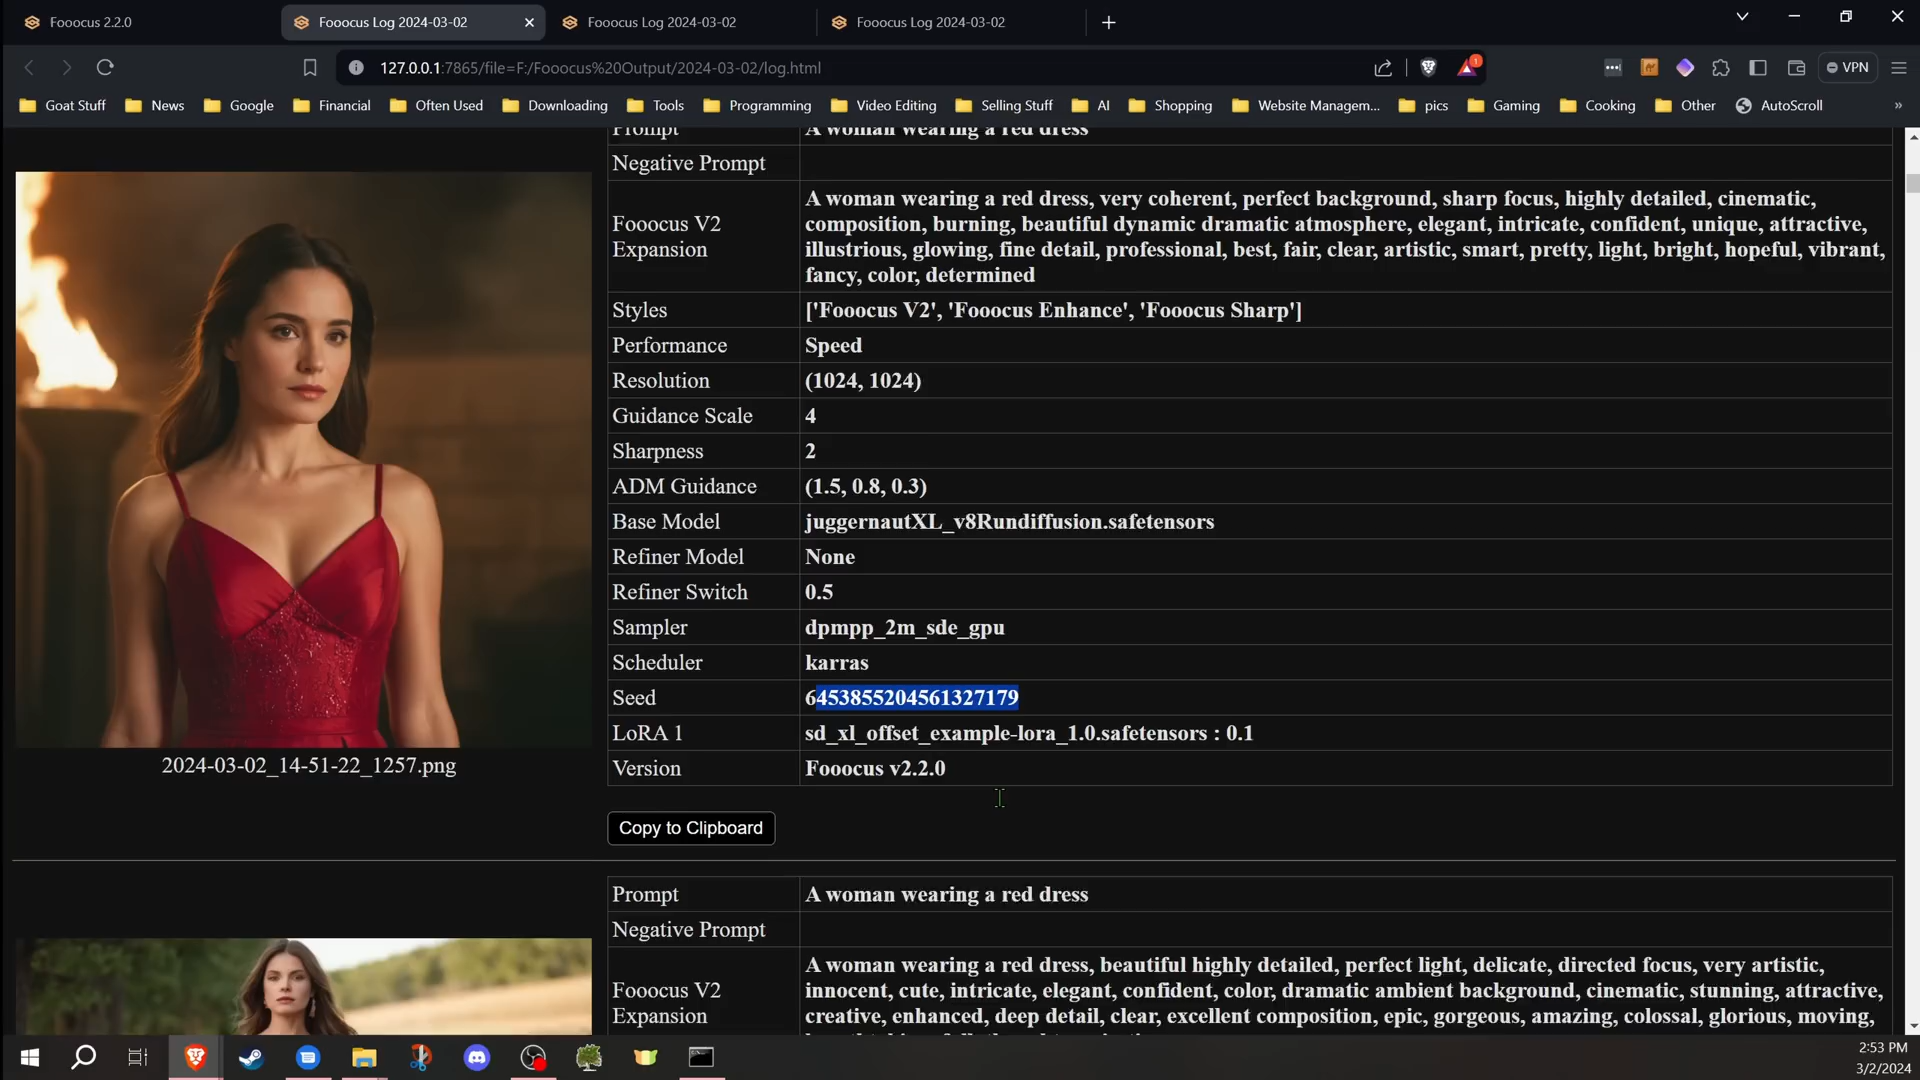 Fooocus 2.2.0
Fooocus Log 2024-03-02
Fooocus Log 2024-03-02
Fooocus Log 2024-03-02
127.0.0.1:7865/file=F:/Fooocus%20Output/2024-03-02/log.html
1
VPN
Goat Stuff
News
Google
Financial
Often Used
Downloading
Tools
Programming
Video Editing
Selling Stuff
AI
Shopping
Website Managem...
pics
Gaming
Cooking
Other
AutoScroll
»
Prompt A woman wearing a red dress
Negative Prompt
Fooocus V2 Expansion
A woman wearing a red dress, very coherent, perfect background, sharp focus, highly detailed, cinematic,
composition, burning, beautiful dynamic dramatic atmosphere, elegant, intricate, confident, unique, attractive,
illustrious, glowing, fine detail, professional, best, fair, clear, artistic, smart, pretty, light, bright, hopeful, vibrant,
fancy, color, determined
Styles ['Fooocus V2', 'Fooocus Enhance', 'Fooocus Sharp']
Performance Speed
Resolution (1024, 1024)
Guidance Scale 4
Sharpness 2
ADM Guidance (1.5, 0.8, 0.3)
Base Model juggernautXL_v8Rundiffusion.safetensors
Refiner Model None
Refiner Switch 0.5
Sampler dpmpp_2m_sde_gpu
Scheduler karras
Seed 6453855204561327179
LoRA 1 sd_xl_offset_example-lora_1.0.safetensors : 0.1
Version Fooocus v2.2.0
2024-03-02_14-51-22_1257.png
Copy to Clipboard
Prompt A woman wearing a red dress
Negative Prompt
Fooocus V2 Expansion
A woman wearing a red dress, beautiful highly detailed, perfect light, delicate, directed focus, very artistic,
innocent, cute, intricate, elegant, confident, color, dramatic ambient background, cinematic, stunning, attractive,
creative, enhanced, deep detail, clear, excellent composition, epic, gorgeous, amazing, colossal, glorious, moving,
2:53 PM
3/2/2024